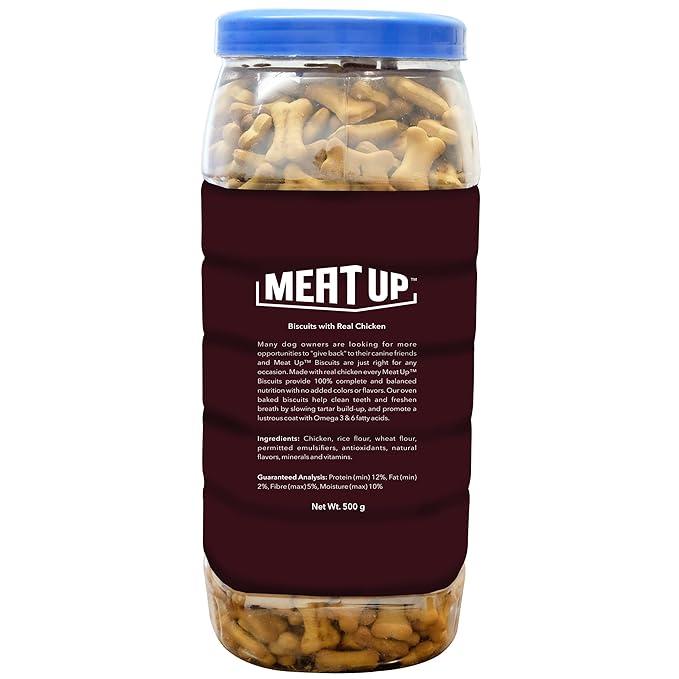 MEAT UP™
Biscuits with Real Chicken
Many dog owners are looking for more
opportunities to "give back" to their canine friends
and Meat Up™ Biscuits are just right for any
occasion. Made with real chicken every Meat Up™
Biscuits provide 100% complete and balanced
nutrition with no added colors or flavors. Our oven
baked biscuits help clean teeth and freshen
breath by slowing tartar build-up, and promote a
lustrous coat with Omega 3 & 6 fatty acids.
Ingredients: Chicken, rice flour, wheat flour,
permitted emulsifiers, antioxidants, natural
flavors, minerals and vitamins.
Guaranteed Analysis: Protein (min) 12%, Fat (min)
2%, Fibre (max) 5%, Moisture (max) 10%
Net Wt. 500 g